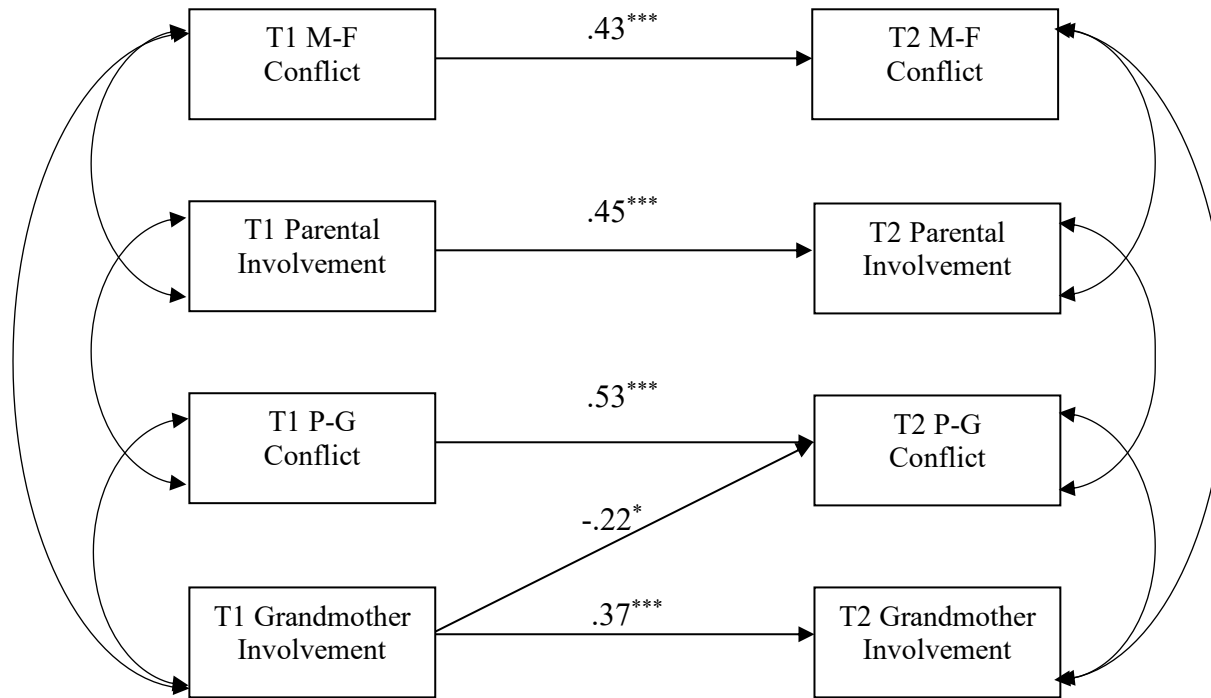 T1 M-F
Conflict
.43***
T2 M-F
Conflict
T1 Parental
Involvement
.45***
T2 Parental
Involvement
T1 P-G
Conflict
.53***
T2 P-G
Conflict
-.22*
T1 Grandmother
Involvement
.37***
T2 Grandmother
Involvement